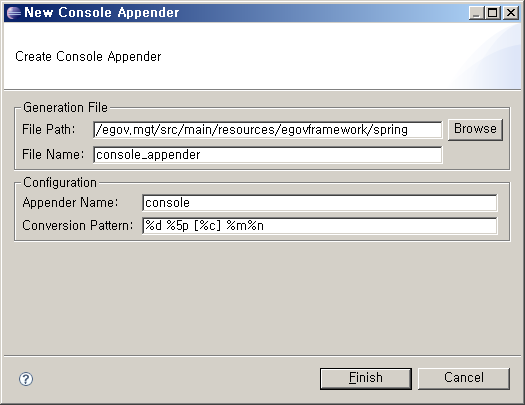 New Console Appender
Create Console Appender
Generation File
File Path: /egov.mgt/src/main/resources/egovframework/spring Browse
File Name: console_appender
Configuration
Appender Name: console
Conversion Pattern: %d %5p [%c] %m%n
? Finish Cancel